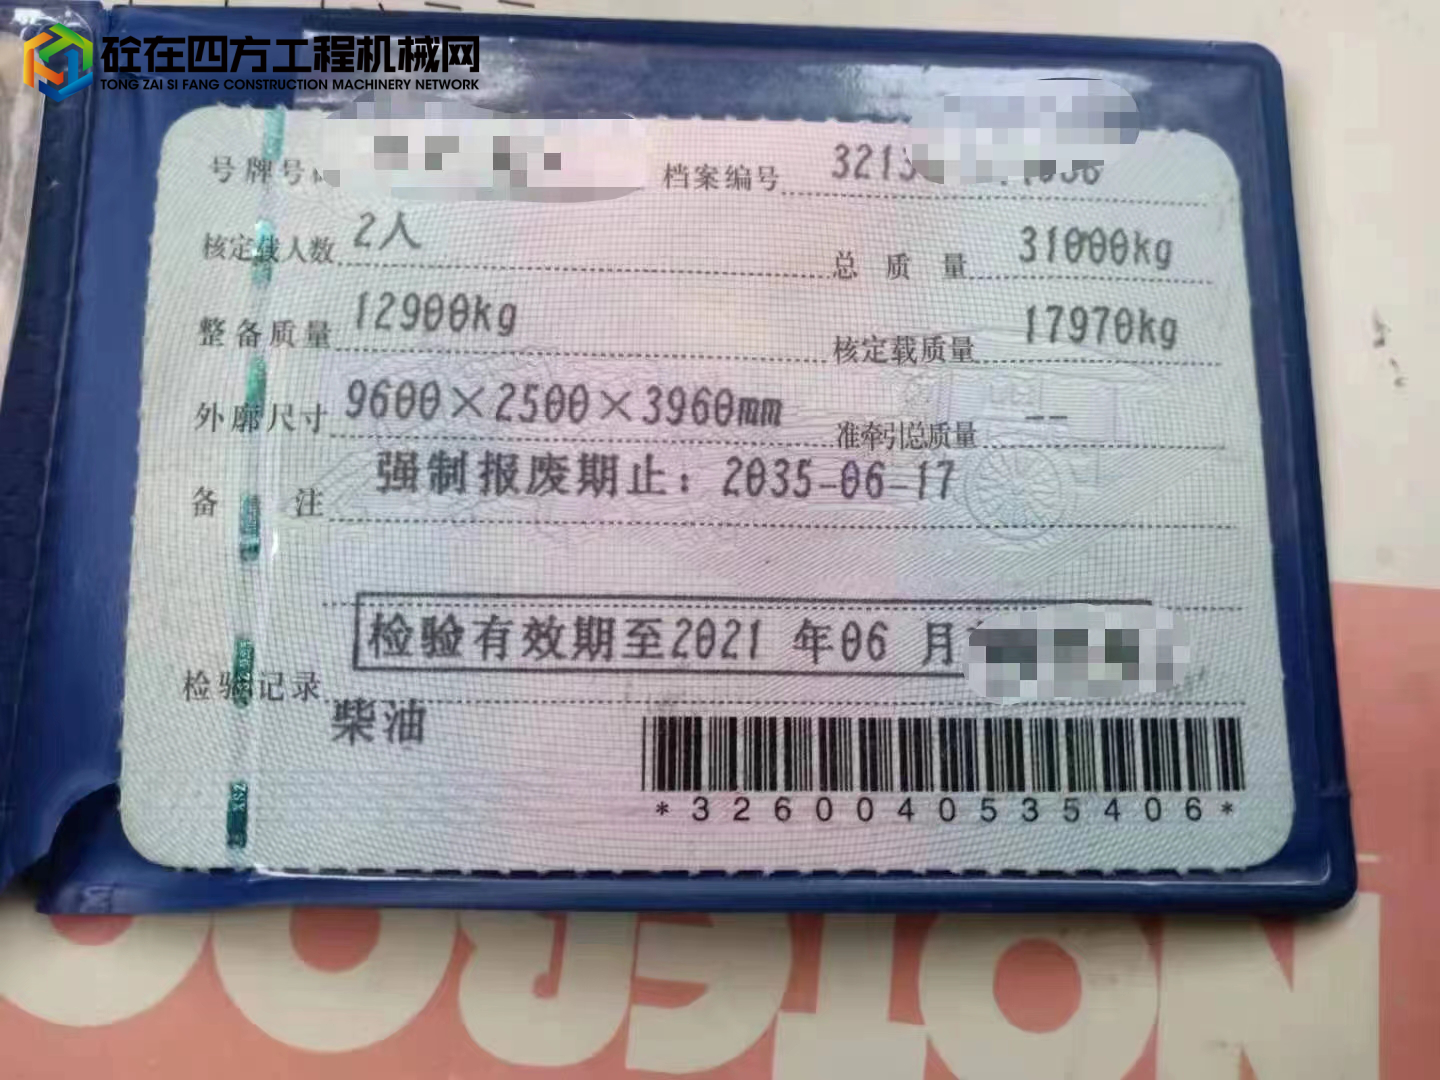 砼在四方工程机械网
TONG ZAI SI FANG CONSTRUCTION MACHINERY NETWORK
号牌号 档案编号 3213
核定载人数 2人 总质量 31000kg
整备质量 12900kg 核定载质量 17970kg
外廓尺寸 9600×2500×3960mm 准牵引总质量 --
备注 强制报废期止：2035-06-17
检验有效期至2021 年06 月
检验记录
柴油
*3260040535406*